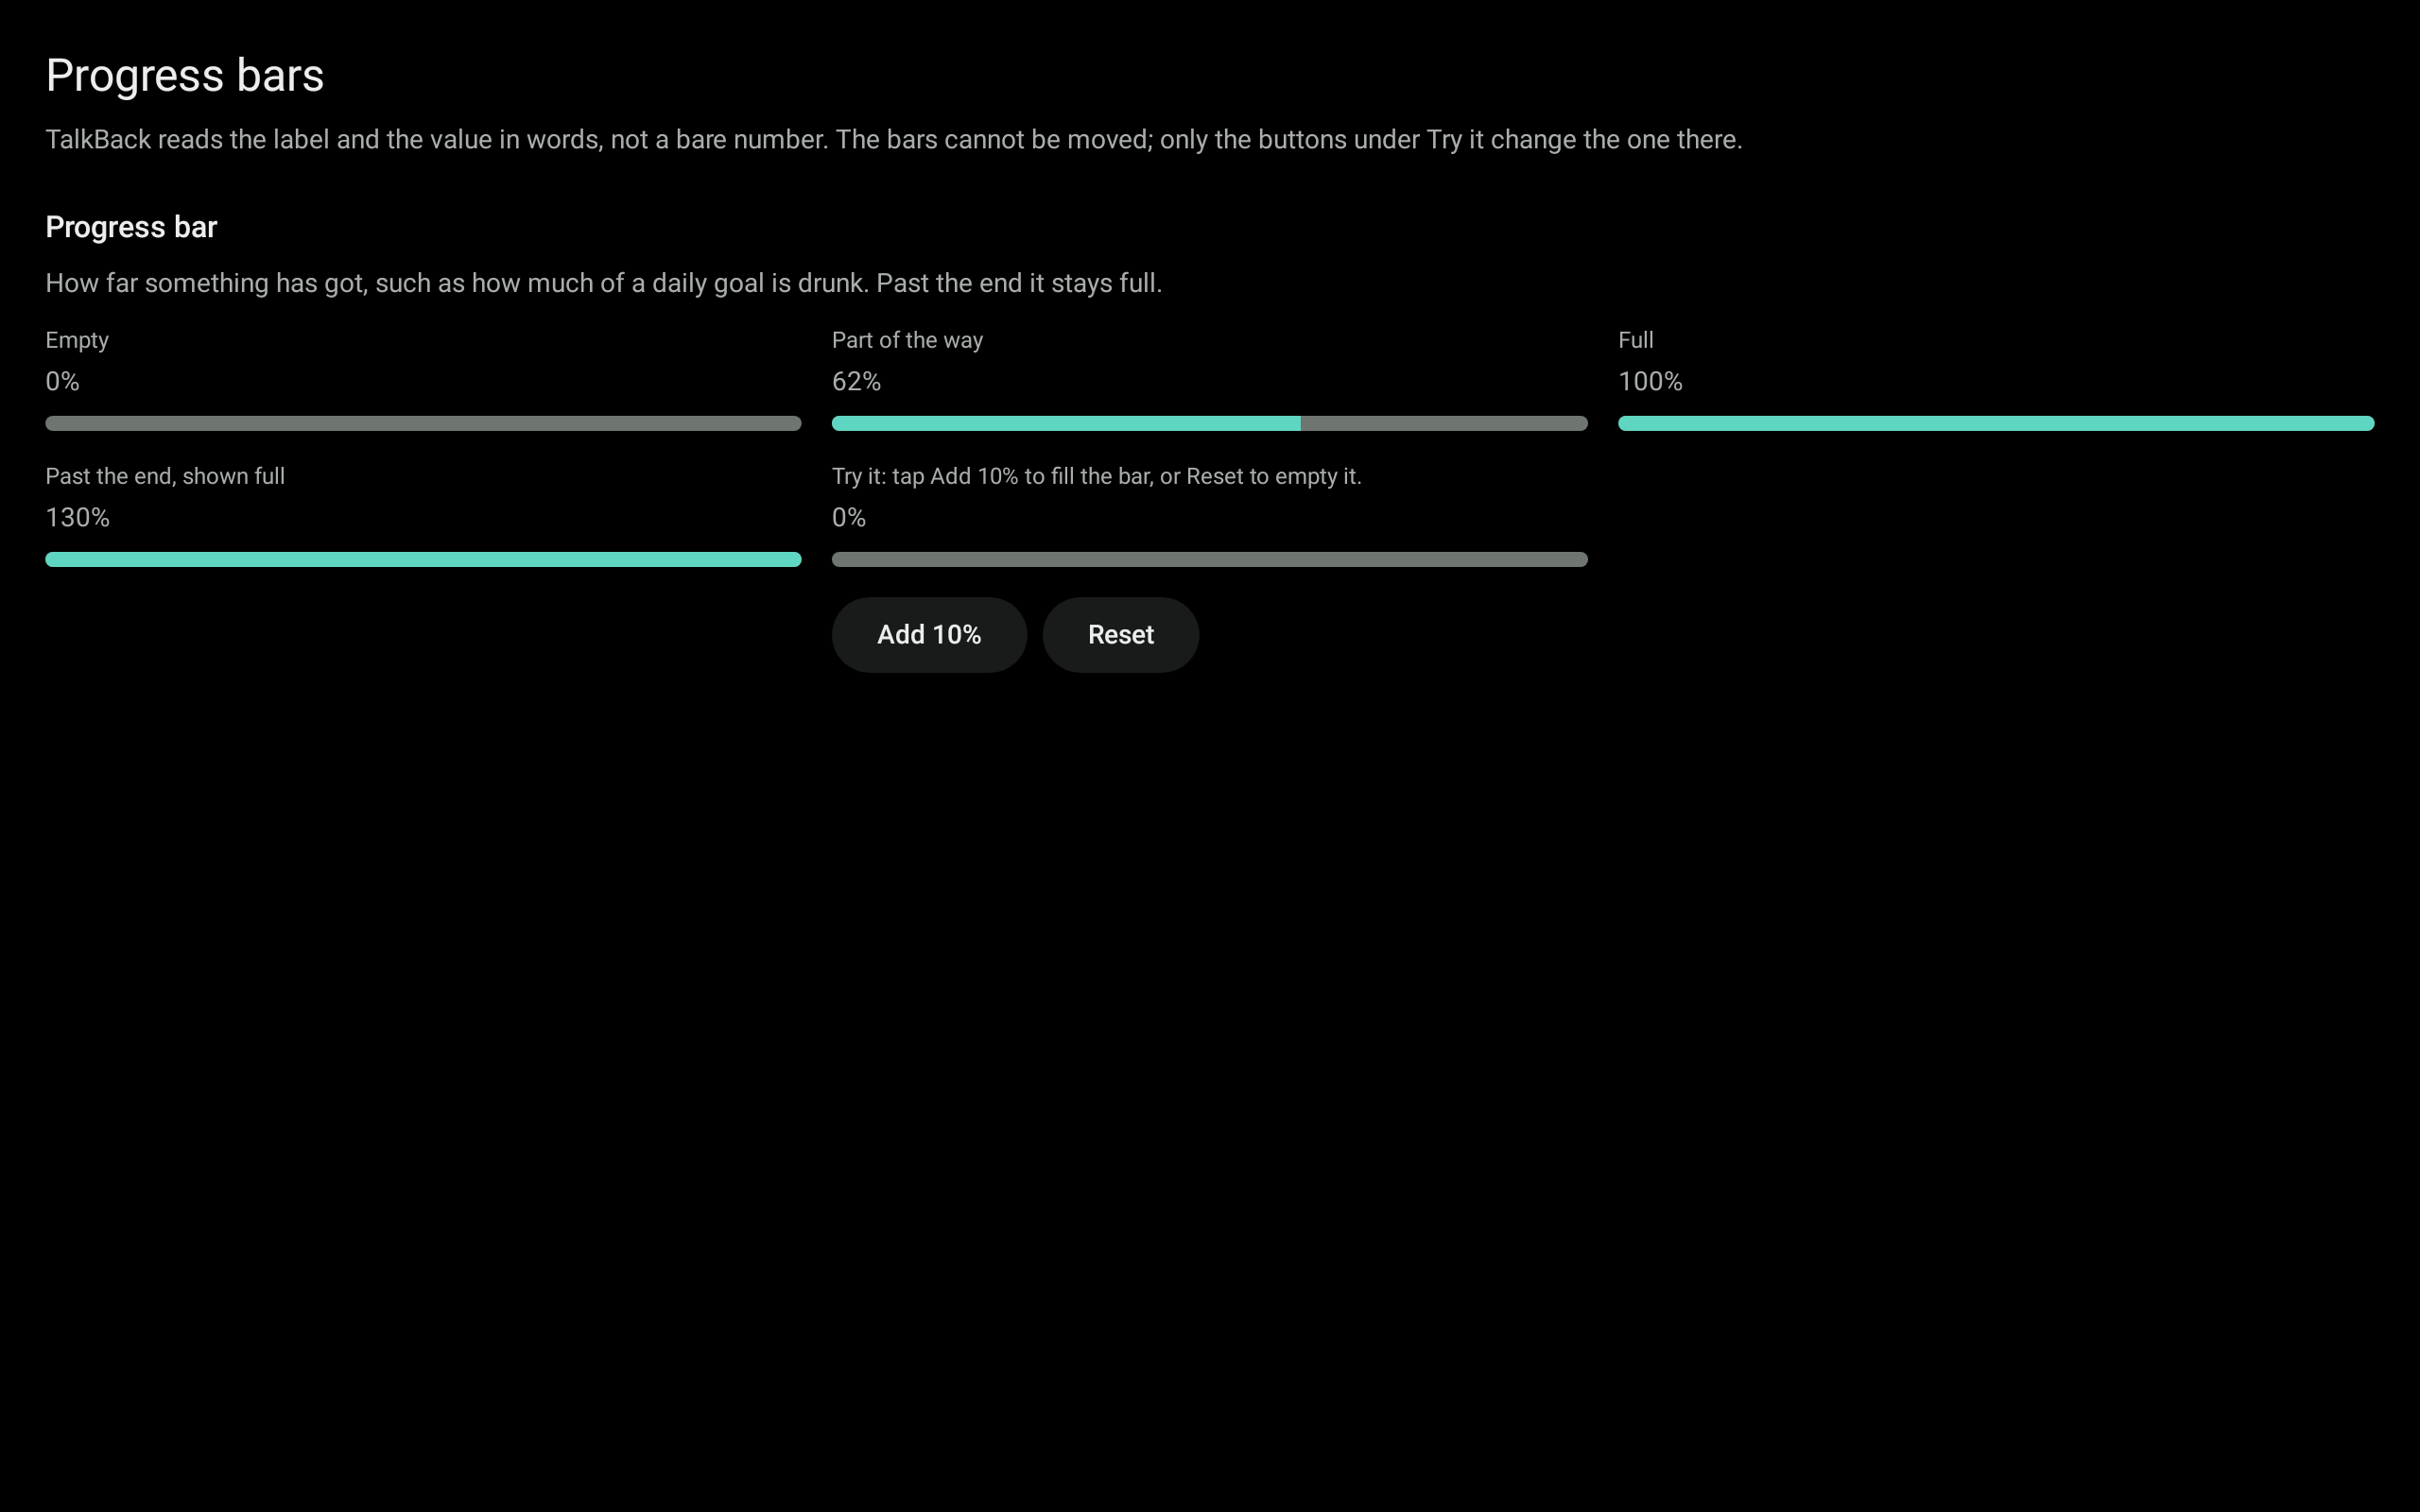 Progress bars
TalkBack reads the label and the value in words, not a bare number. The bars cannot be moved; only the buttons under Try it change the one there.
Progress bar
How far something has got, such as how much of a daily goal is drunk. Past the end it stays full.
Empty
0%
Part of the way
62%
Full
100%
Past the end, shown full
130%
Try it: tap Add 10% to fill the bar, or Reset to empty it.
0%
Add 10%
Reset